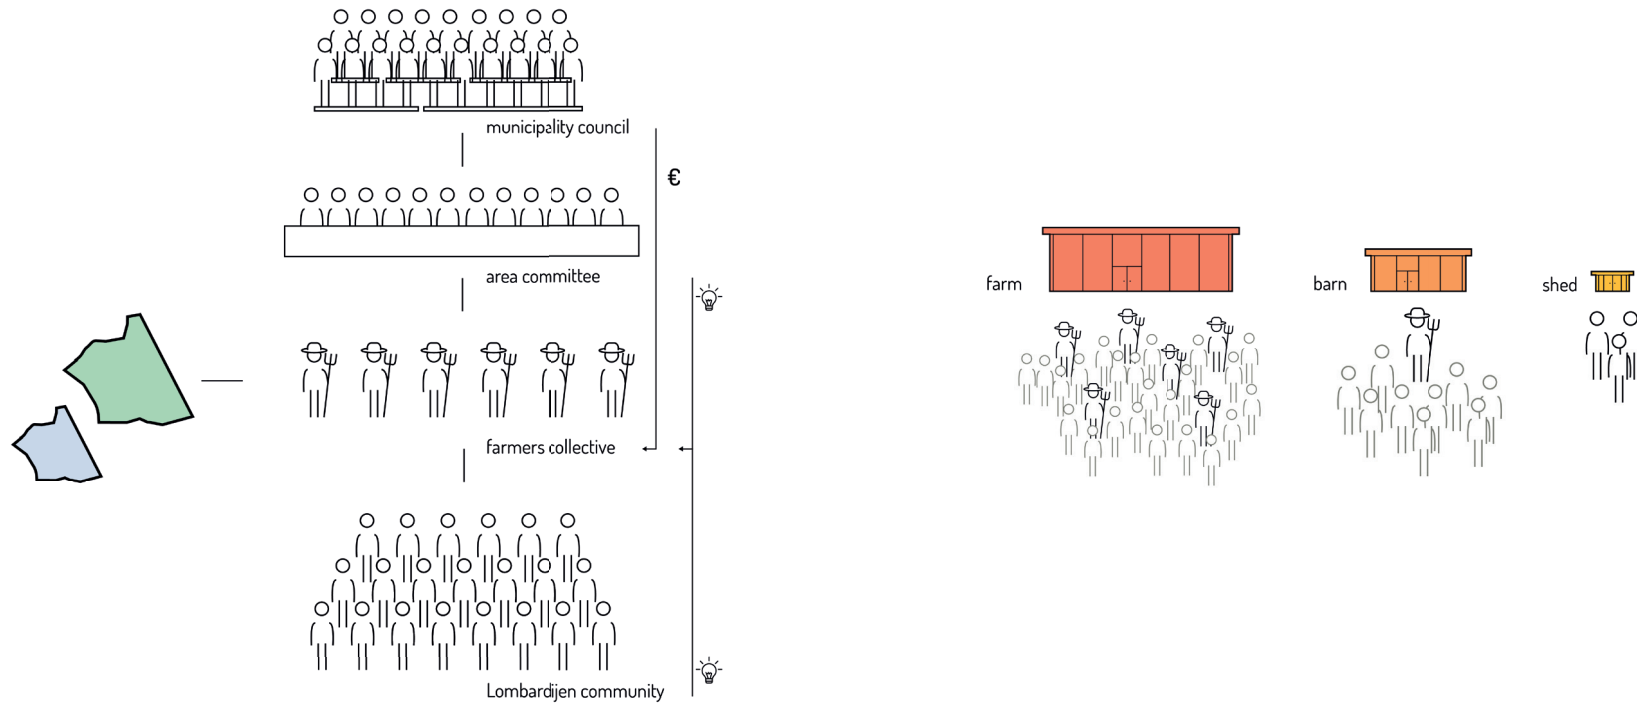 municipality council
€
area committee
farm
barn
shed
farmers collective
Lombardijen community